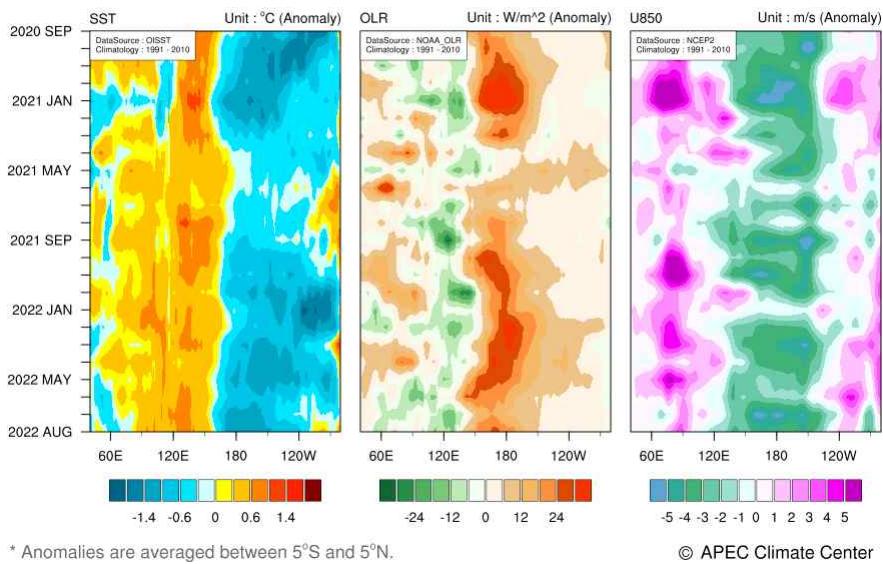 SST Unit : °C (Anomaly)
OLR Unit : W/m^2 (Anomaly)
U850 Unit : m/s (Anomaly)
DataSource : OISST
Climatology : 1991 - 2010
DataSource : NOAA_OLR
Climatology : 1991 - 2010
DataSource : NCEP2
Climatology : 1991 - 2010
2020 SEP
2021 JAN
2021 MAY
2021 SEP
2022 JAN
2022 MAY
2022 AUG
60E 120E 180 120W
60E 120E 180 120W
60E 120E 180 120W
-1.4 -0.6 0 0.6 1.4
-24 -12 0 12 24
-5 -4 -3 -2 -1 0 1 2 3 4 5
* Anomalies are averaged between 5°S and 5°N.
© APEC Climate Center